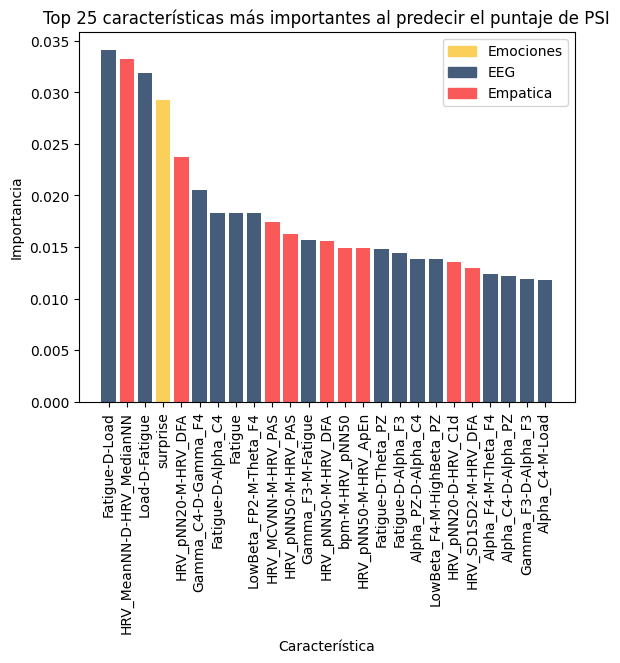 Top 25 características más importantes al predecir el puntaje de PSI
Emociones
EEG
Empatica
Importancia
0.035
0.030
0.025
0.020
0.015
0.010
0.005
0.000
Fatigue-D-Load
HRV_MeanNN-D-HRV_MedianNN
Load-D-Fatigue
surprise
HRV_pNN20-M-HRV_DFA
Gamma_C4-D-Gamma_F4
Fatigue-D-Alpha_C4
Fatigue
LowBeta_FP2-M-Theta_F4
HRV_MCVNN-M-HRV_PAS
HRV_pNN50-M-HRV_PAS
Gamma_F3-M-Fatigue
HRV_pNN50-M-HRV_DFA
bpm-M-HRV_pNN50
HRV_pNN50-M-HRV_ApEn
Fatigue-D-Theta_PZ
Fatigue-D-Alpha_F3
Alpha_PZ-D-Alpha_C4
LowBeta_F4-M-HighBeta_PZ
HRV_pNN20-D-HRV_C1d
HRV_SD1SD2-M-HRV_DFA
Alpha_F4-M-Theta_F4
Alpha_C4-D-Alpha_PZ
Gamma_F3-D-Alpha_F3
Alpha_C4-M-Load
Característica